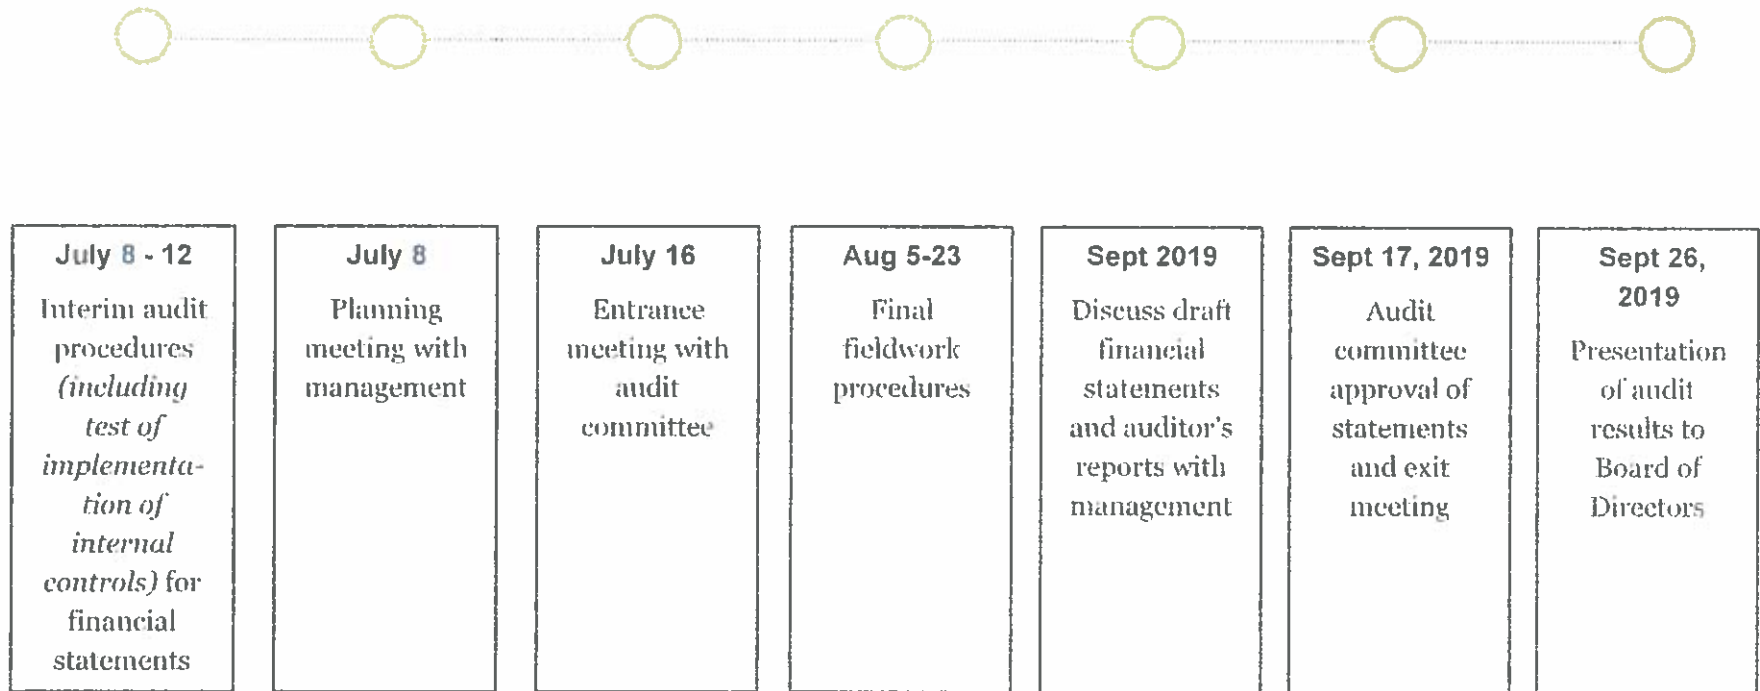 July 8 - 12
Interim audit
procedures
(including
test of
implementa-
tion of
internal
controls) for
financial
statements
July 8
Planning
meeting with
management
July 16
Entrance
meeting with
audit
committee
Aug 5-23
Final
fieldwork
procedures
Sept 2019
Discuss draft
financial
statements
and auditor's
reports with
management
Sept 17, 2019
Audit
committee
approval of
statements
and exit
meeting
Sept 26,
2019
Presentation
of audit
results to
Board of
Directors